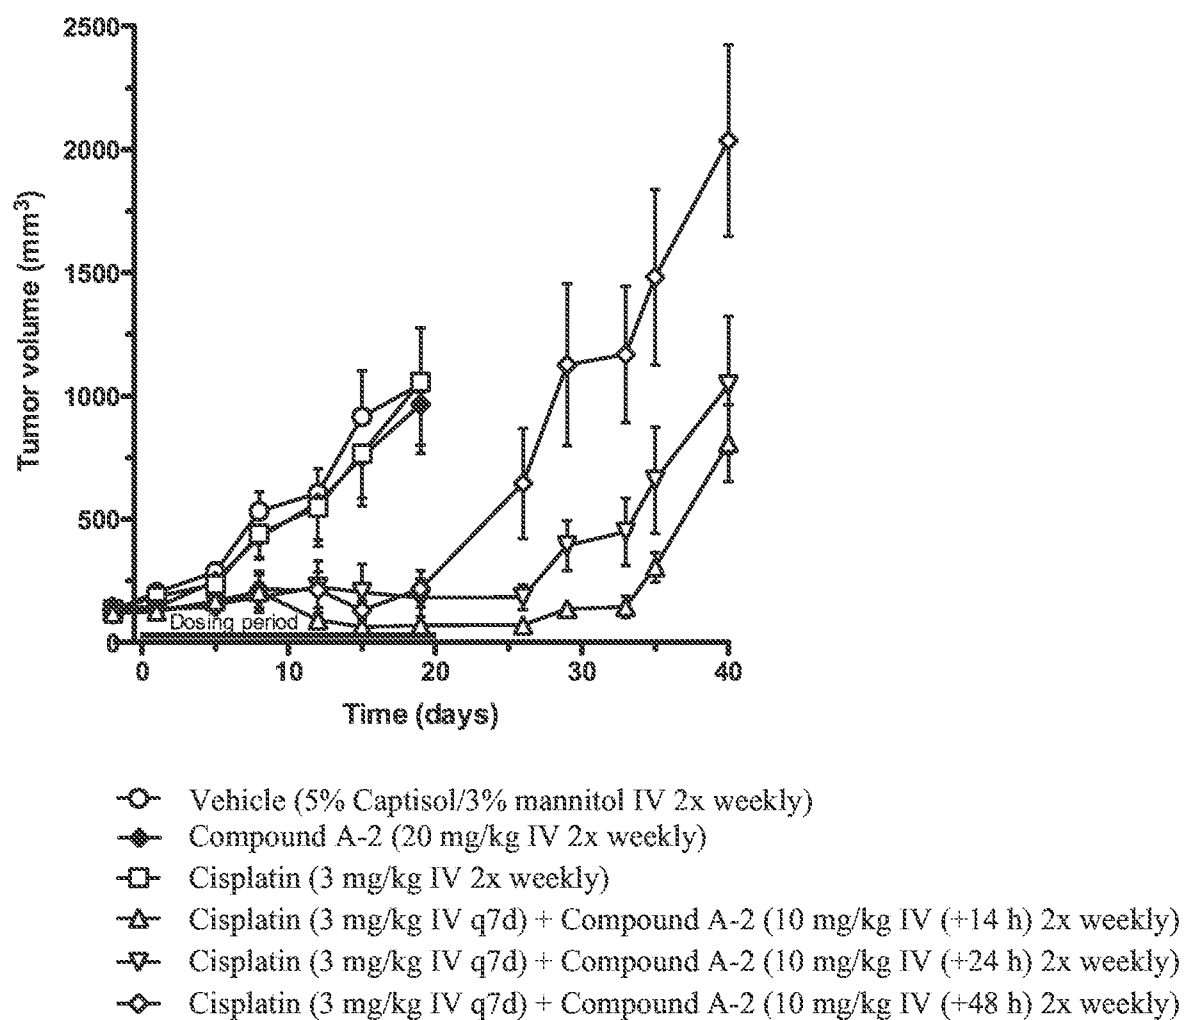 2500
2000
1500
1000
500
0
Tumor volume (mm³)
Dosing period
0 10 20 30 40
Time (days)
Vehicle (5% Captisol/3% mannitol IV 2x weekly)
Compound A-2 (20 mg/kg IV 2x weekly)
Cisplatin (3 mg/kg IV 2x weekly)
Cisplatin (3 mg/kg IV q7d) + Compound A-2 (10 mg/kg IV (+14 h) 2x weekly)
Cisplatin (3 mg/kg IV q7d) + Compound A-2 (10 mg/kg IV (+24 h) 2x weekly)
Cisplatin (3 mg/kg IV q7d) + Compound A-2 (10 mg/kg IV (+48 h) 2x weekly)